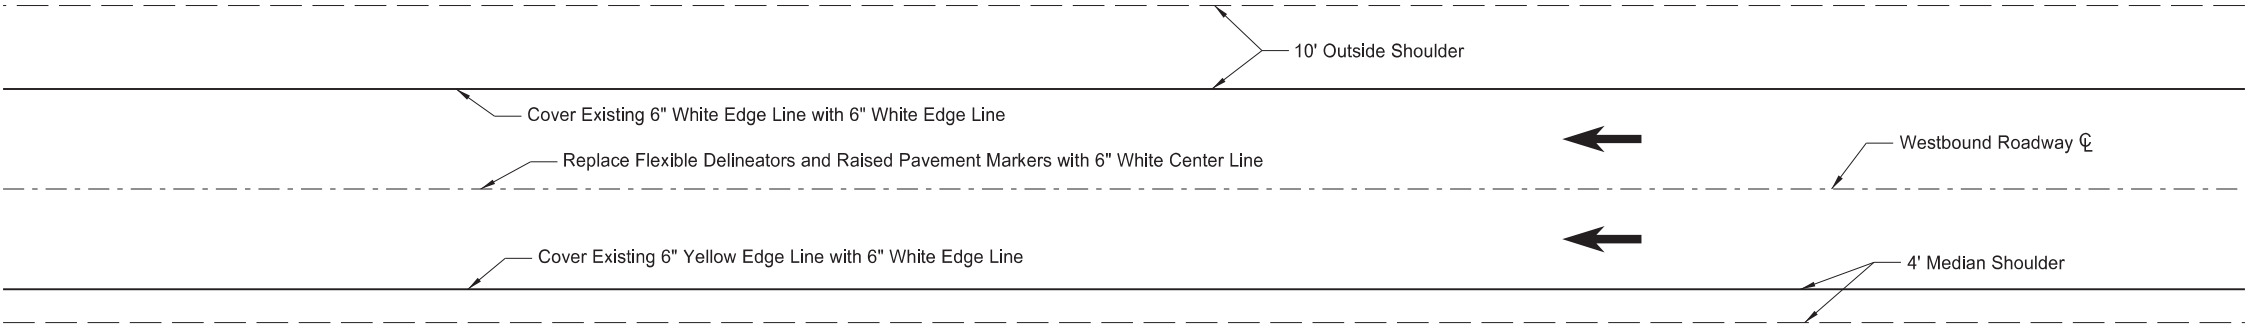 10' Outside Shoulder
Cover Existing 6" White Edge Line with 6" White Edge Line
Westbound Roadway ℄
Replace Flexible Delineators and Raised Pavement Markers with 6" White Center Line
Cover Existing 6" Yellow Edge Line with 6" White Edge Line
4' Median Shoulder